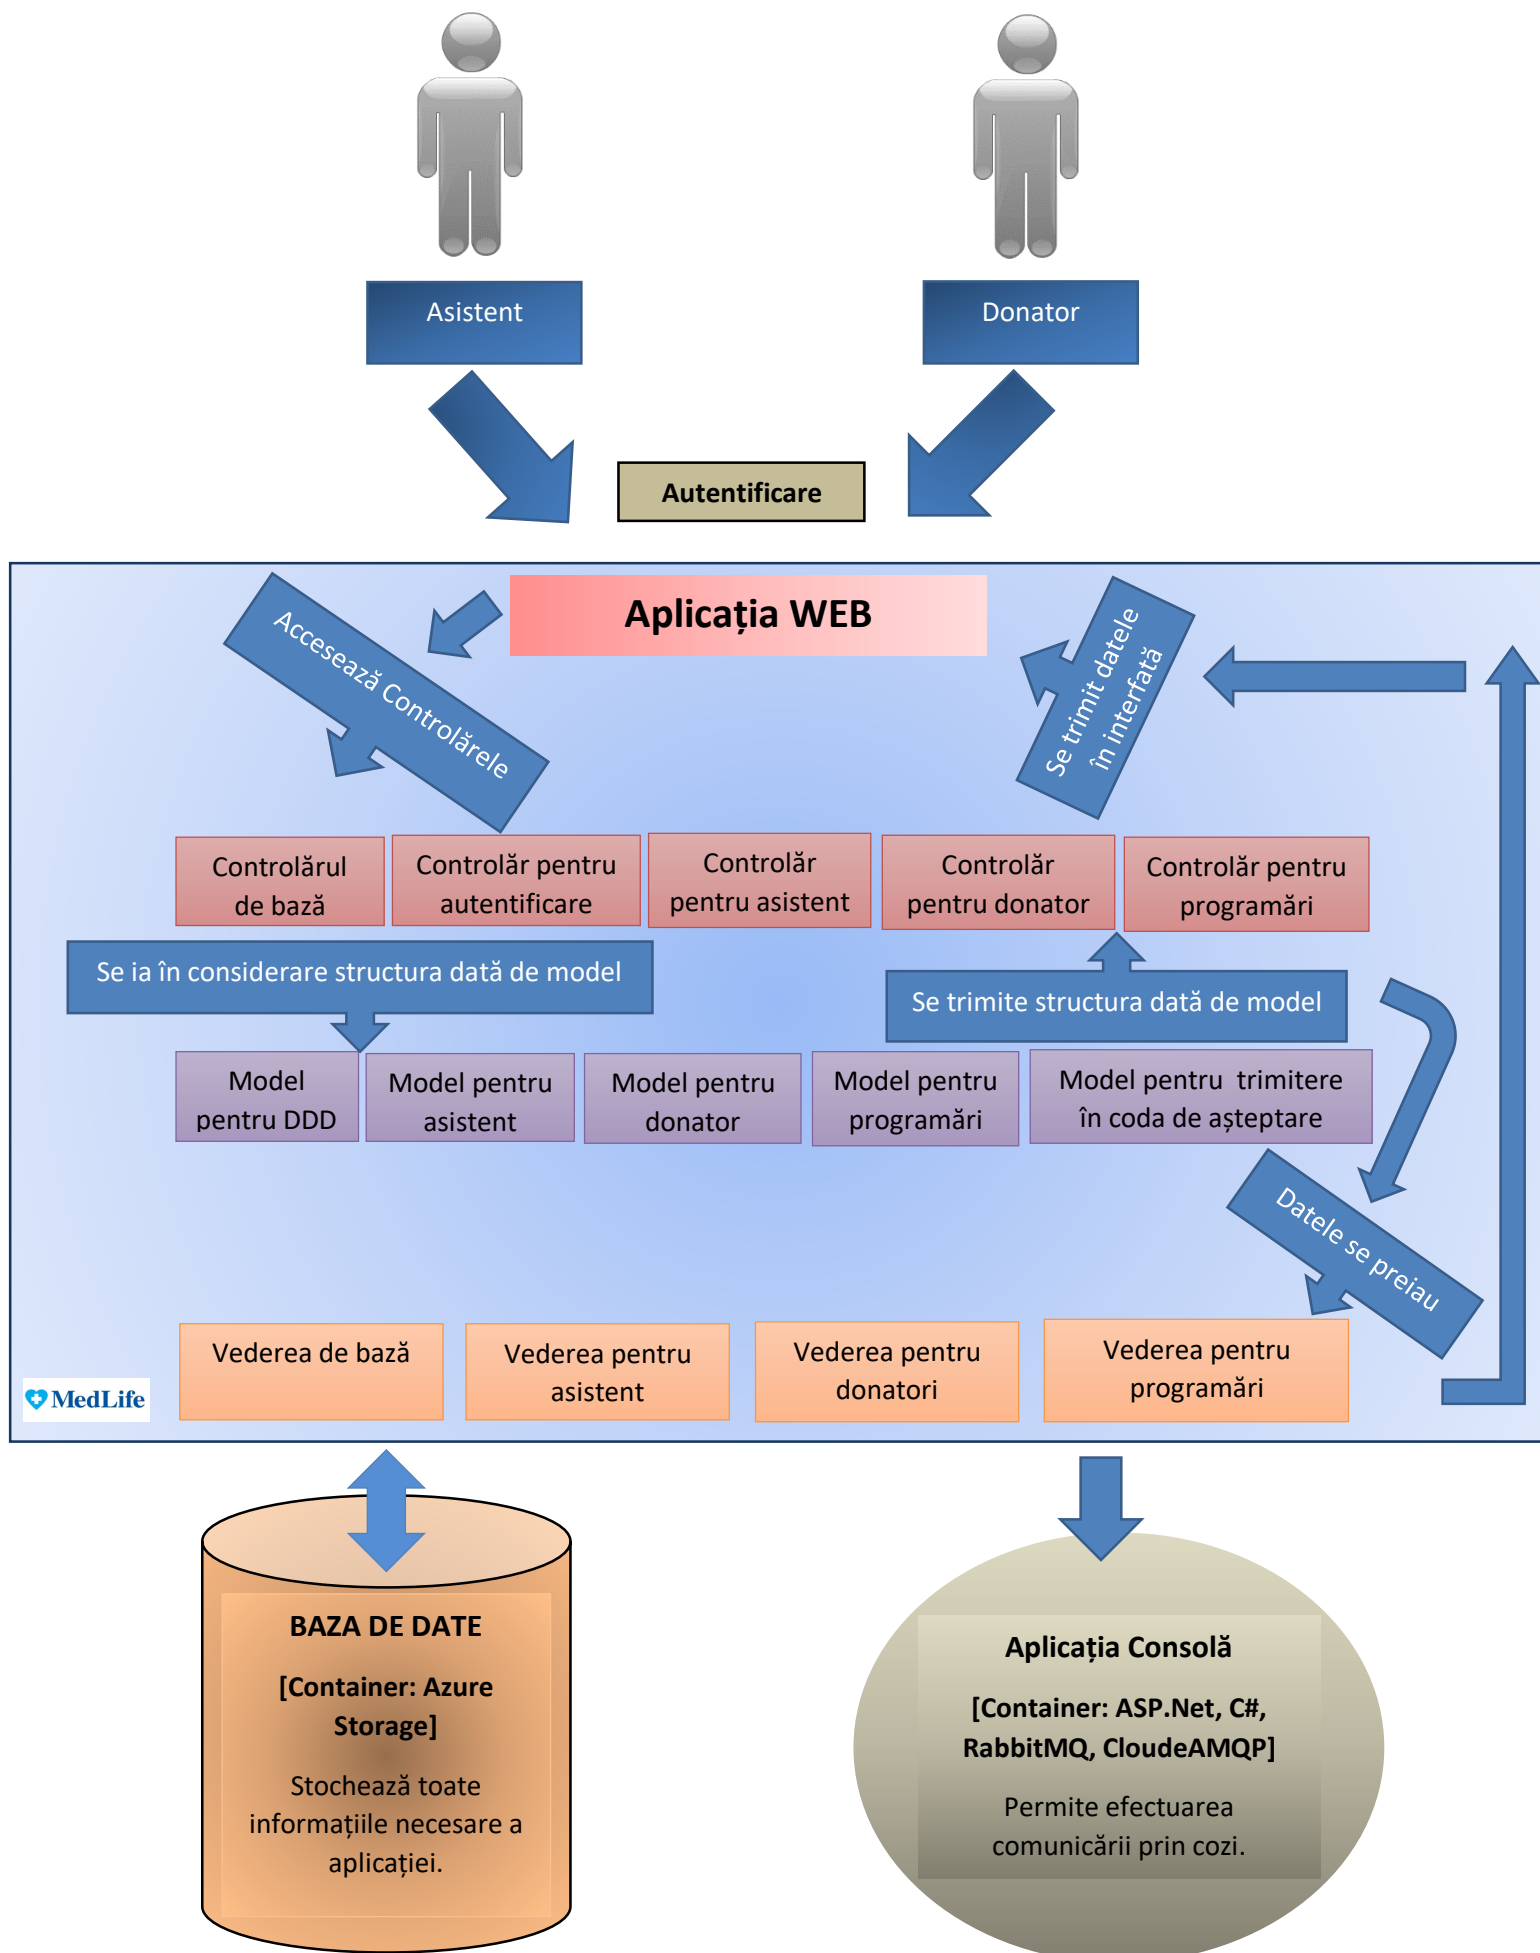 Asistent
Donator
Autentificare
Aplicația WEB
Accesează Controlărele
Se trimit datele
în interfată
Controlărul
de bază
Controlăr pentru
autentificare
Controlăr
pentru asistent
Controlăr
pentru donator
Controlăr pentru
programări
Se ia în considerare structura dată de model
Se trimite structura dată de model
Model
pentru DDD
Model pentru
asistent
Model pentru
donator
Model pentru
programări
Model pentru trimitere
în coda de așteptare
Datele se preiau
Vederea de bază
Vederea pentru
asistent
Vederea pentru
donatori
Vederea pentru
programări
MedLife
BAZA DE DATE
[Container: Azure
Storage]
Stochează toate
informațiile necesare a
aplicației.
Aplicația Consolă
[Container: ASP.Net, C#,
RabbitMQ, CloudeAMQP]
Permite efectuarea
comunicării prin cozi.